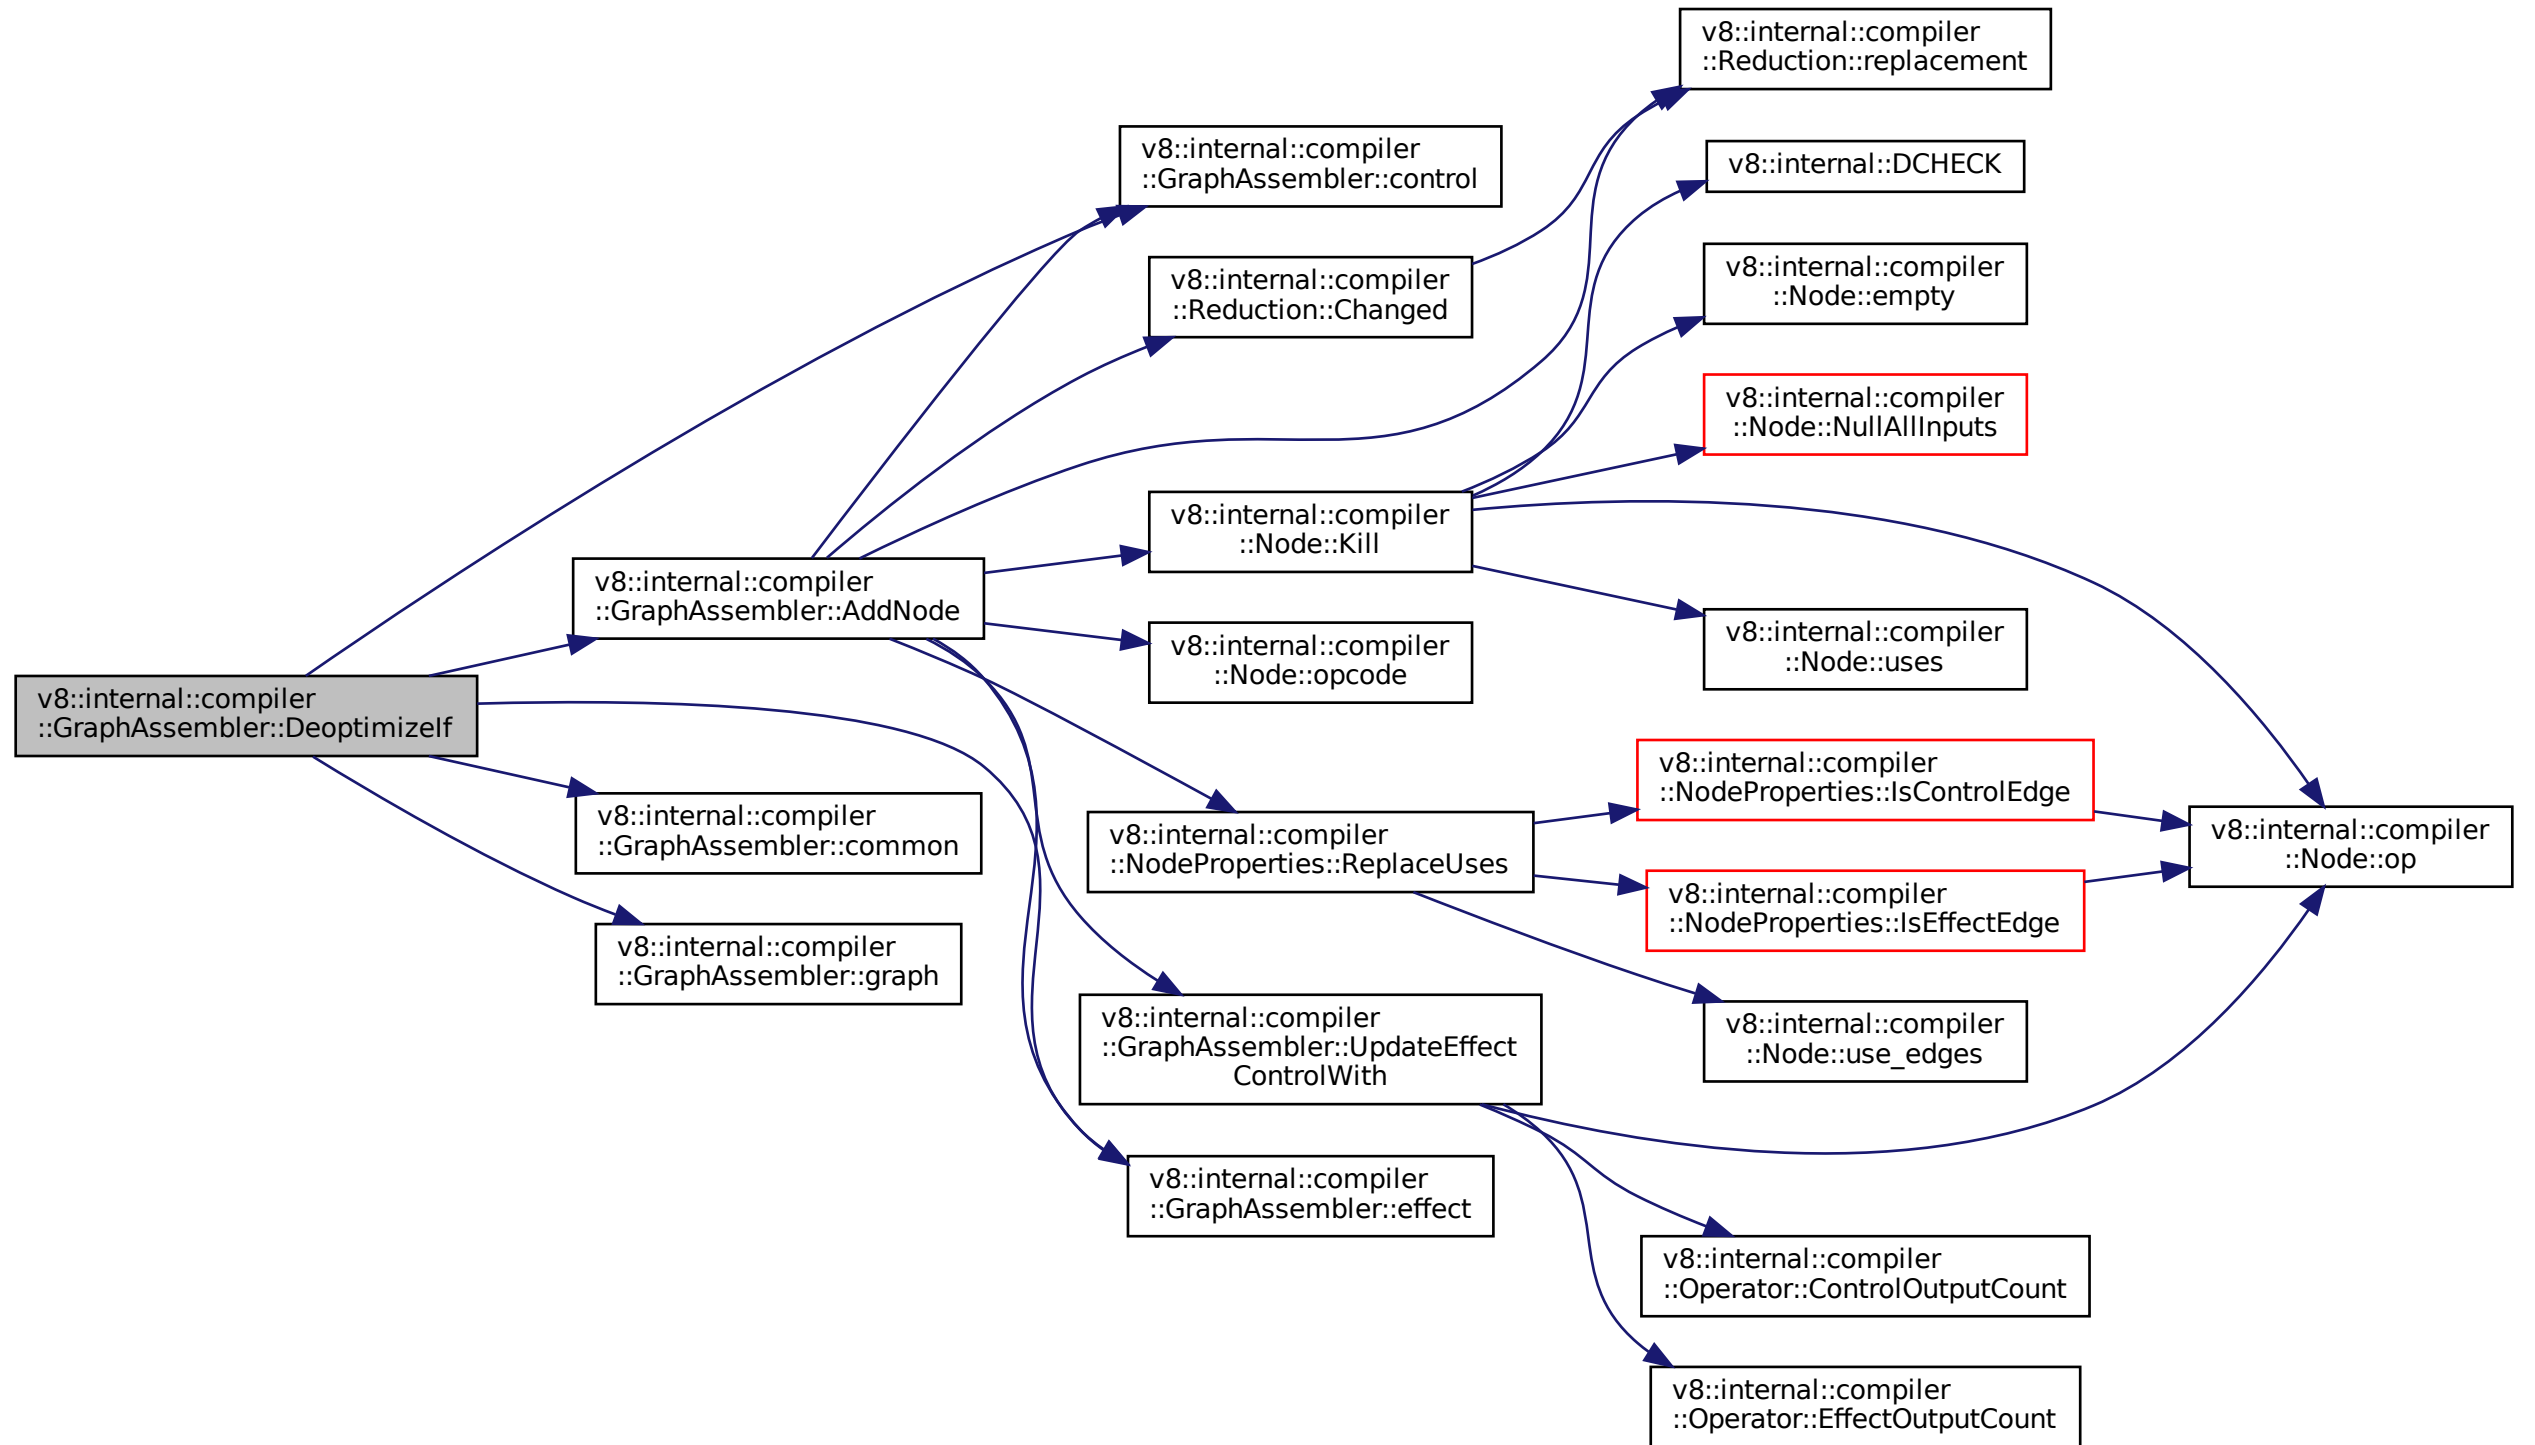 v8::internal::compiler
::GraphAssembler::DeoptimizeIf
v8::internal::compiler
::GraphAssembler::AddNode
v8::internal::compiler
::GraphAssembler::common
v8::internal::compiler
::GraphAssembler::graph
v8::internal::compiler
::GraphAssembler::control
v8::internal::compiler
::Reduction::Changed
v8::internal::compiler
::Node::Kill
v8::internal::compiler
::Node::opcode
v8::internal::compiler
::NodeProperties::ReplaceUses
v8::internal::compiler
::GraphAssembler::UpdateEffect
ControlWith
v8::internal::compiler
::GraphAssembler::effect
v8::internal::compiler
::Reduction::replacement
v8::internal::DCHECK
v8::internal::compiler
::Node::empty
v8::internal::compiler
::Node::NullAllInputs
v8::internal::compiler
::Node::uses
v8::internal::compiler
::NodeProperties::IsControlEdge
v8::internal::compiler
::NodeProperties::IsEffectEdge
v8::internal::compiler
::Node::use_edges
v8::internal::compiler
::Operator::ControlOutputCount
v8::internal::compiler
::Operator::EffectOutputCount
v8::internal::compiler
::Node::op